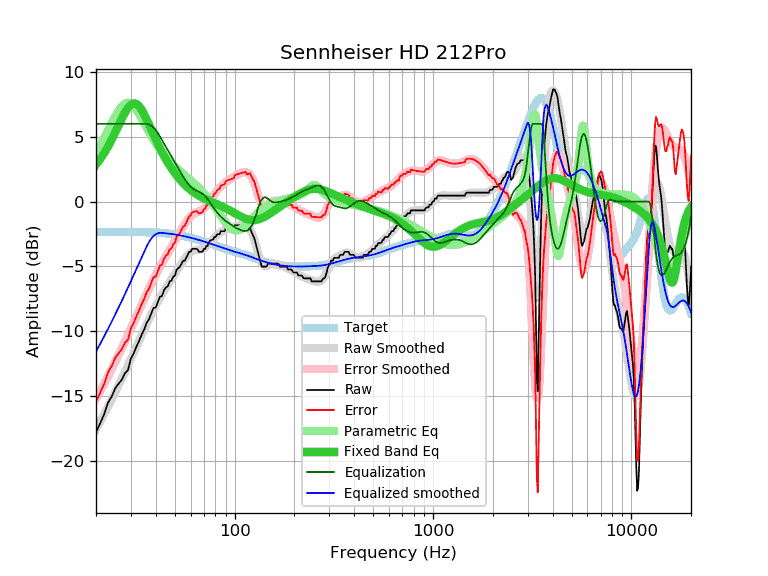 Sennheiser HD 212Pro
10
5
0
−5
−10
−15
−20
Amplitude (dBr)
Target
Raw Smoothed
Error Smoothed
Raw
Error
Parametric Eq
Fixed Band Eq
Equalization
Equalized smoothed
100
1000
10000
Frequency (Hz)